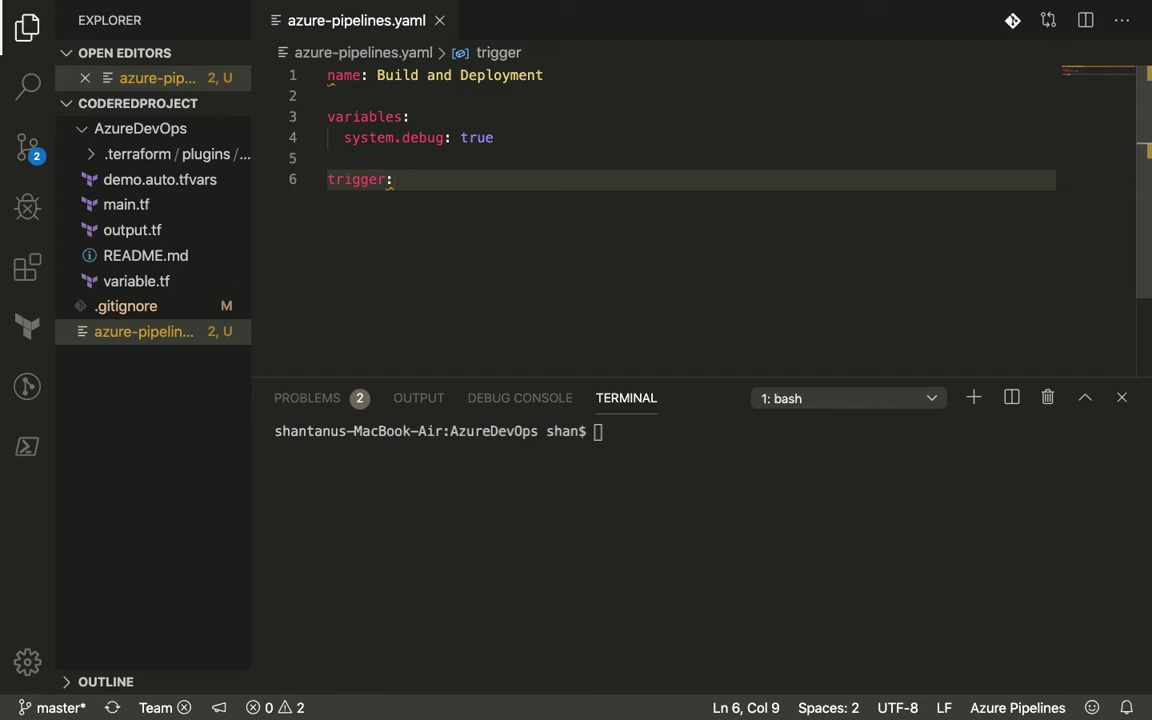 EXPLORER
OPEN EDITORS
azure-pip... 2, U
CODEREDPROJECT
AzureDevOps
.terraform / plugins / ...
demo.auto.tfvars
main.tf
output.tf
README.md
variable.tf
.gitignore M
azure-pipelin... 2, U
OUTLINE
2
azure-pipelines.yaml
azure-pipelines.yaml > trigger
1 name: Build and Deployment
2
3 variables:
4 system.debug: true
5
6 trigger:
PROBLEMS 2 OUTPUT DEBUG CONSOLE TERMINAL 1: bash
shantanus-MacBook-Air:AzureDevOps shan$
master* Team 0 2 Ln 6, Col 9 Spaces: 2 UTF-8 LF Azure Pipelines